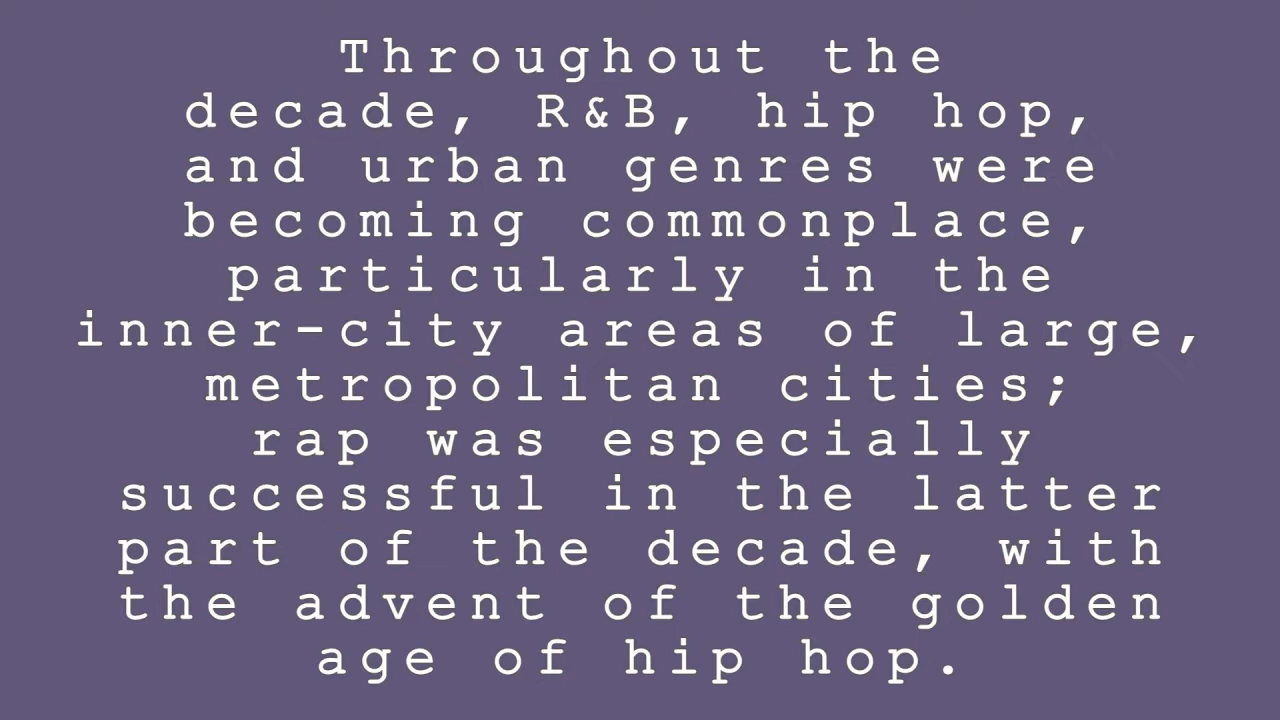 Throughout the
decade, R&B, hip hop,
and urban genres were
becoming commonplace,
particularly in the
inner-city areas of large,
metropolitan cities;
rap was especially
successful in the latter
part of the decade, with
the advent of the golden
age of hip hop.